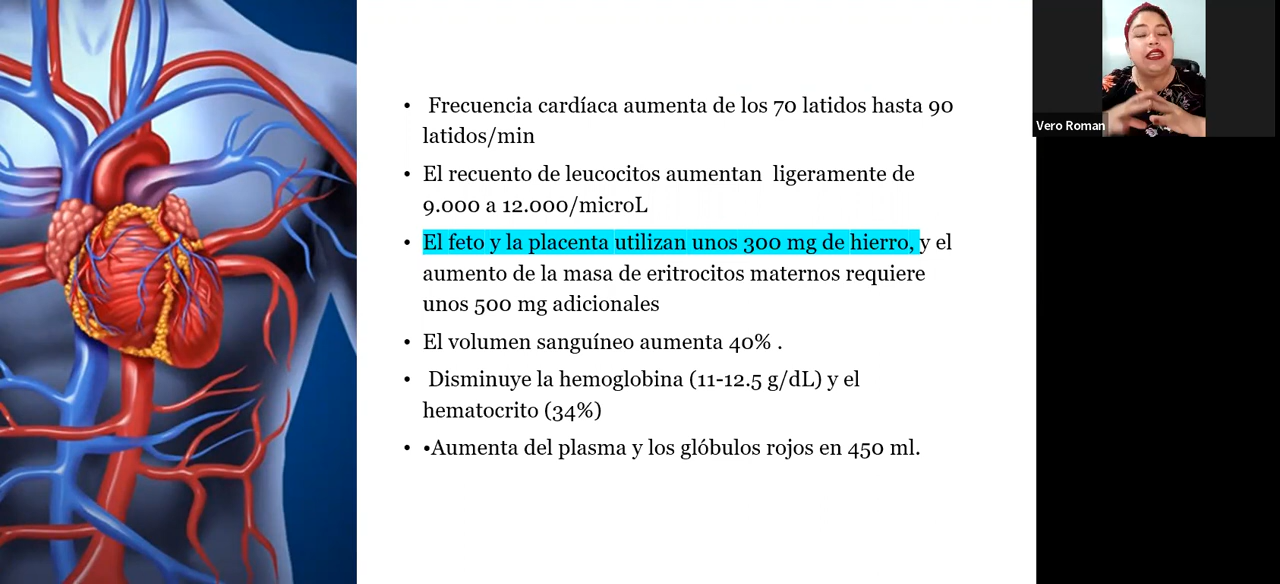 • Frecuencia cardíaca aumenta de los 70 latidos hasta 90
latidos/min
• El recuento de leucocitos aumentan ligeramente de
9.000 a 12.000/microL
• El feto y la placenta utilizan unos 300 mg de hierro, y el
aumento de la masa de eritrocitos maternos requiere
unos 500 mg adicionales
• El volumen sanguíneo aumenta 40% .
• Disminuye la hemoglobina (11-12.5 g/dL) y el
hematocrito (34%)
• •Aumenta del plasma y los glóbulos rojos en 450 ml.
Vero Roman